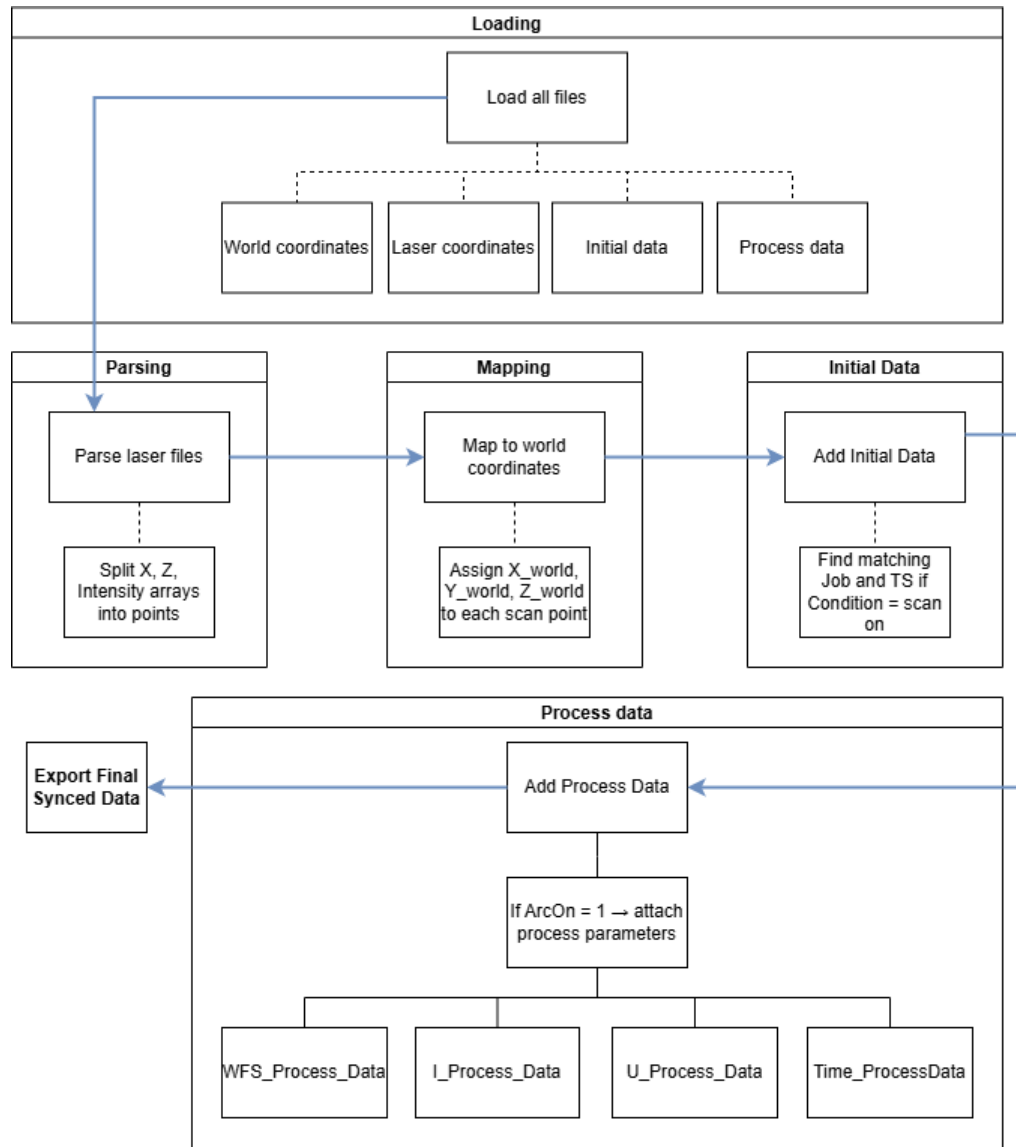 Loading
Load all files
World coordinates
Laser coordinates
Initial data
Process data
Parsing
Parse laser files
Split X, Z,
Intensity arrays
into points
Mapping
Map to world
coordinates
Assign X_world,
Y_world, Z_world
to each scan point
Initial Data
Add Initial Data
Find matching
Job and TS if
Condition = scan
on
Process data
Add Process Data
If ArcOn = 1 → attach
process parameters
WFS_Process_Data
I_Process_Data
U_Process_Data
Time_ProcessData
Export Final
Synced Data